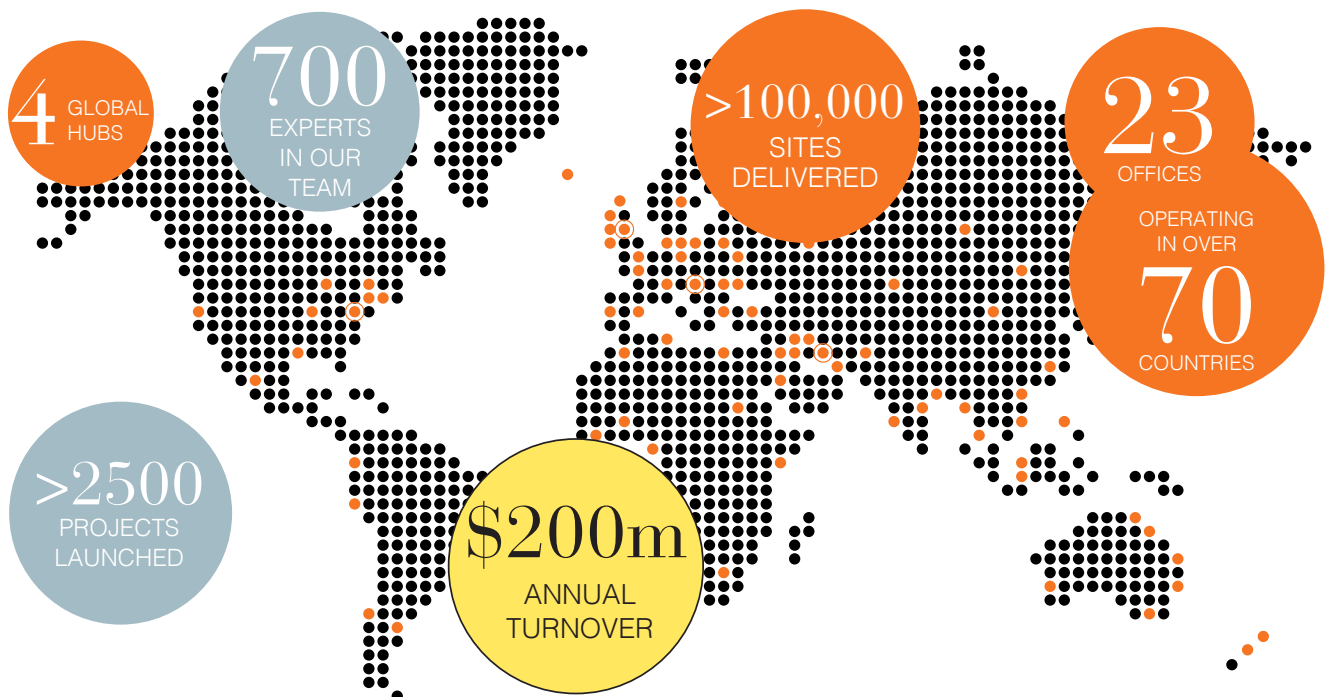 4 GLOBAL
HUBS
700
EXPERTS
IN OUR
TEAM
>100,000
SITES
DELIVERED
23
OFFICES
OPERATING
IN OVER
70
COUNTRIES
>2500
PROJECTS
LAUNCHED
$200m
ANNUAL
TURNOVER